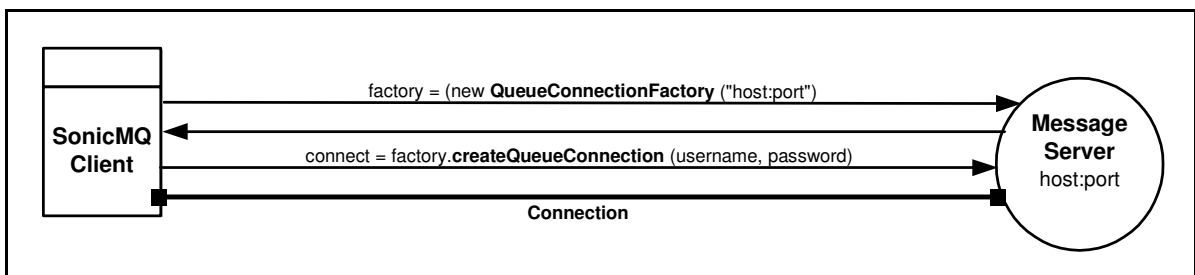 factory = (new QueueConnectionFactory ("host:port")
SonicMQ
Client
connect = factory.createQueueConnection (username, password)
Connection
Message
Server
host:port